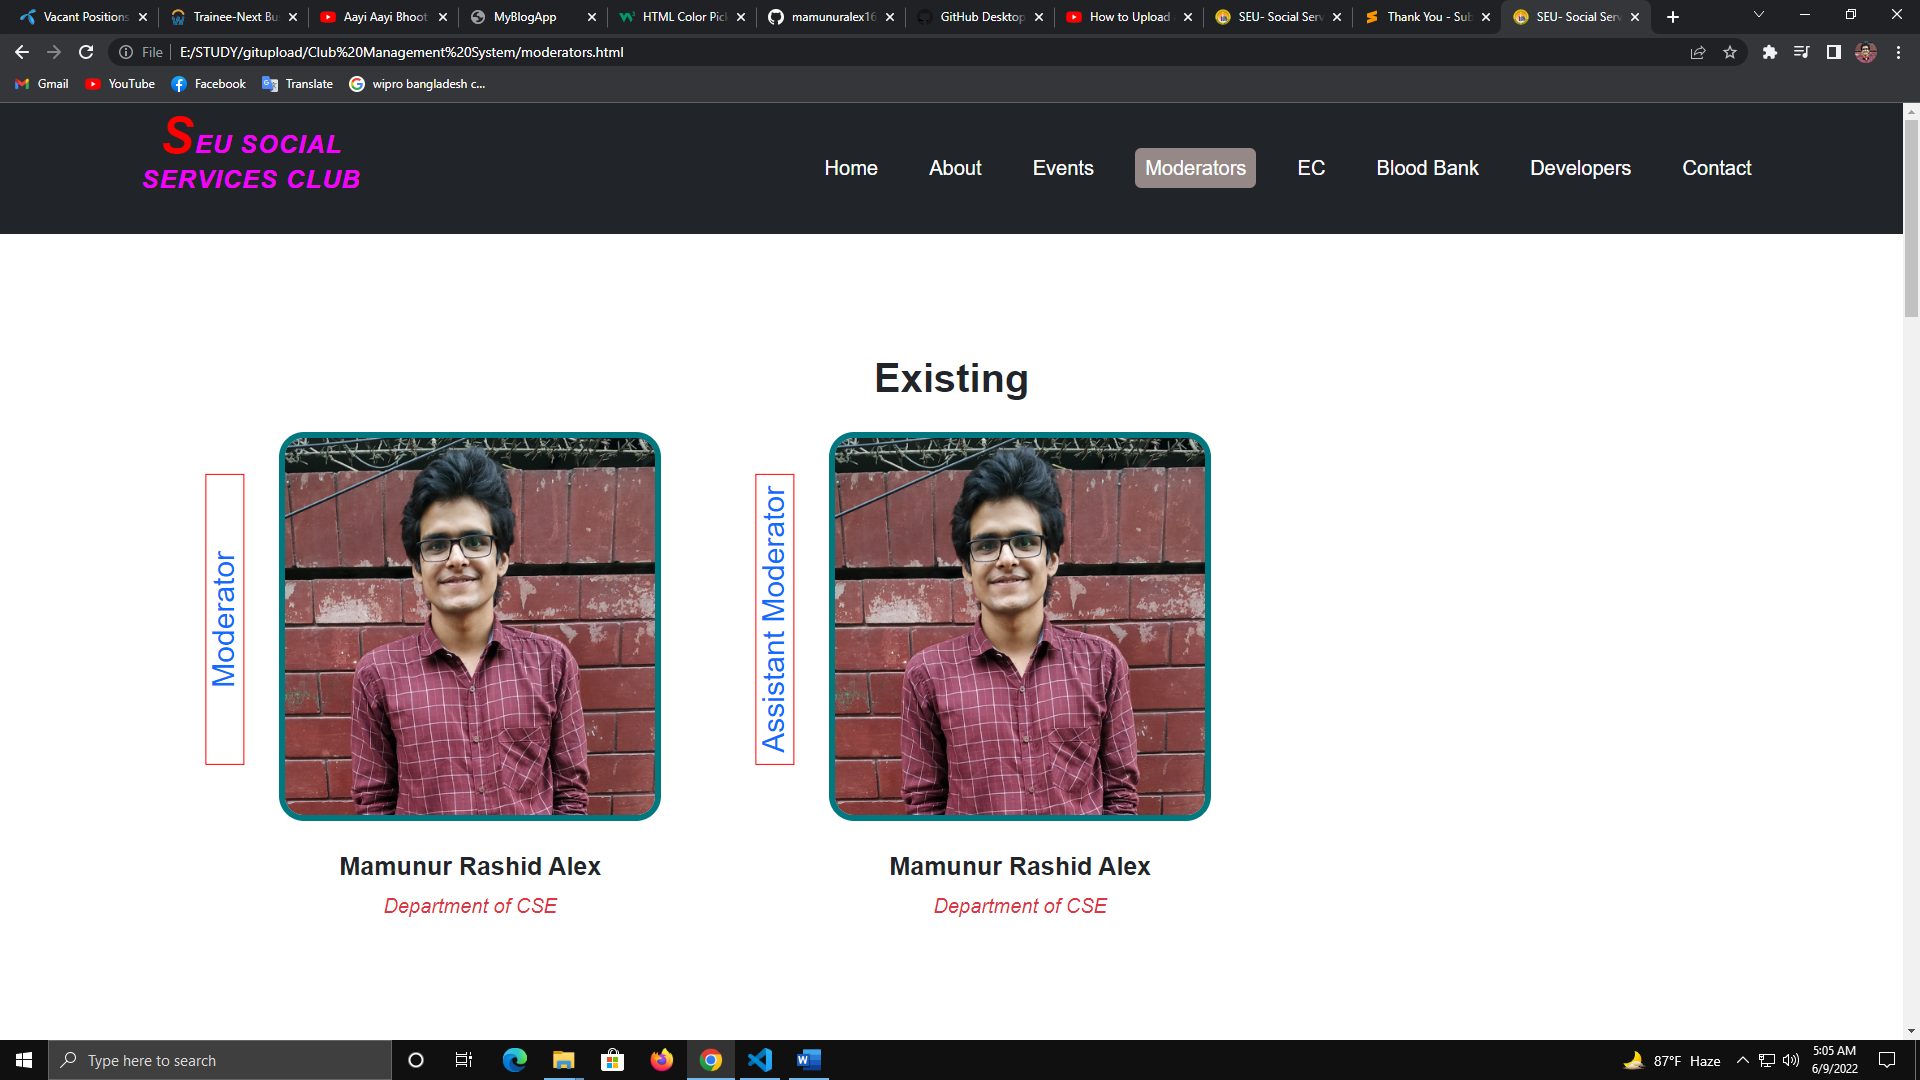 Vacant Positions
Trainee-Next Bu
Aayi Aayi Bhoot
MyBlogApp
HTML Color Pic
mamunuralex16
GitHub Desktop
How to Upload
SEU- Social Serv
Thank You - Sub
SEU- Social Serv
File
E:/STUDY/gitupload/Club%20Management%20System/moderators.html
Gmail
YouTube
Facebook
Translate
wipro bangladesh c...
SEU SOCIAL
SERVICES CLUB
Home
About
Events
Moderators
EC
Blood Bank
Developers
Contact
Existing
Moderator
Assistant Moderator
Mamunur Rashid Alex
Department of CSE
Mamunur Rashid Alex
Department of CSE
Type here to search
87°F Haze
5:05 AM
6/9/2022